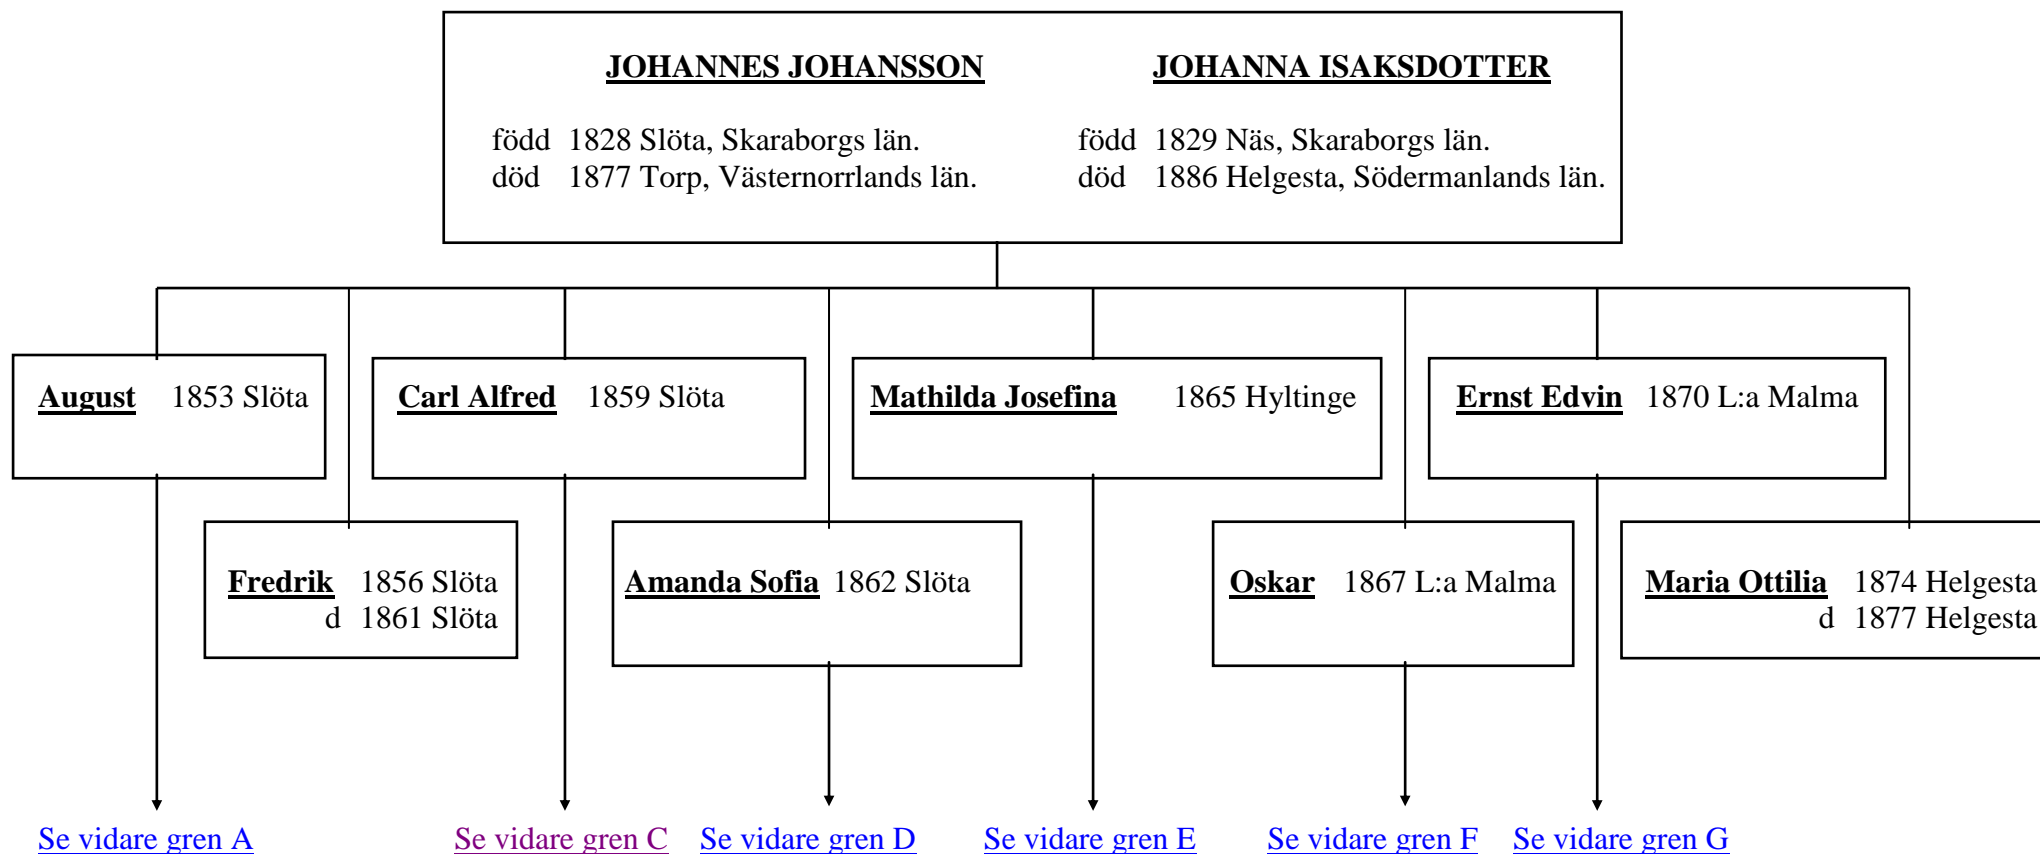 JOHANNES JOHANSSON JOHANNA ISAKSDOTTER
född 1828 Slöta, Skaraborgs län. född 1829 Näs, Skaraborgs län.
död 1877 Torp, Västernorrlands län. död 1886 Helgesta, Södermanlands län.
August 1853 Slöta Carl Alfred 1859 Slöta Mathilda Josefina 1865 Hyltinge Ernst Edvin 1870 L:a Malma
Fredrik 1856 Slöta Amanda Sofia 1862 Slöta Oskar 1867 L:a Malma Maria Ottilia 1874 Helgesta
d 1861 Slöta d 1877 Helgesta
Se vidare gren A Se vidare gren C Se vidare gren D Se vidare gren E Se vidare gren F Se vidare gren G